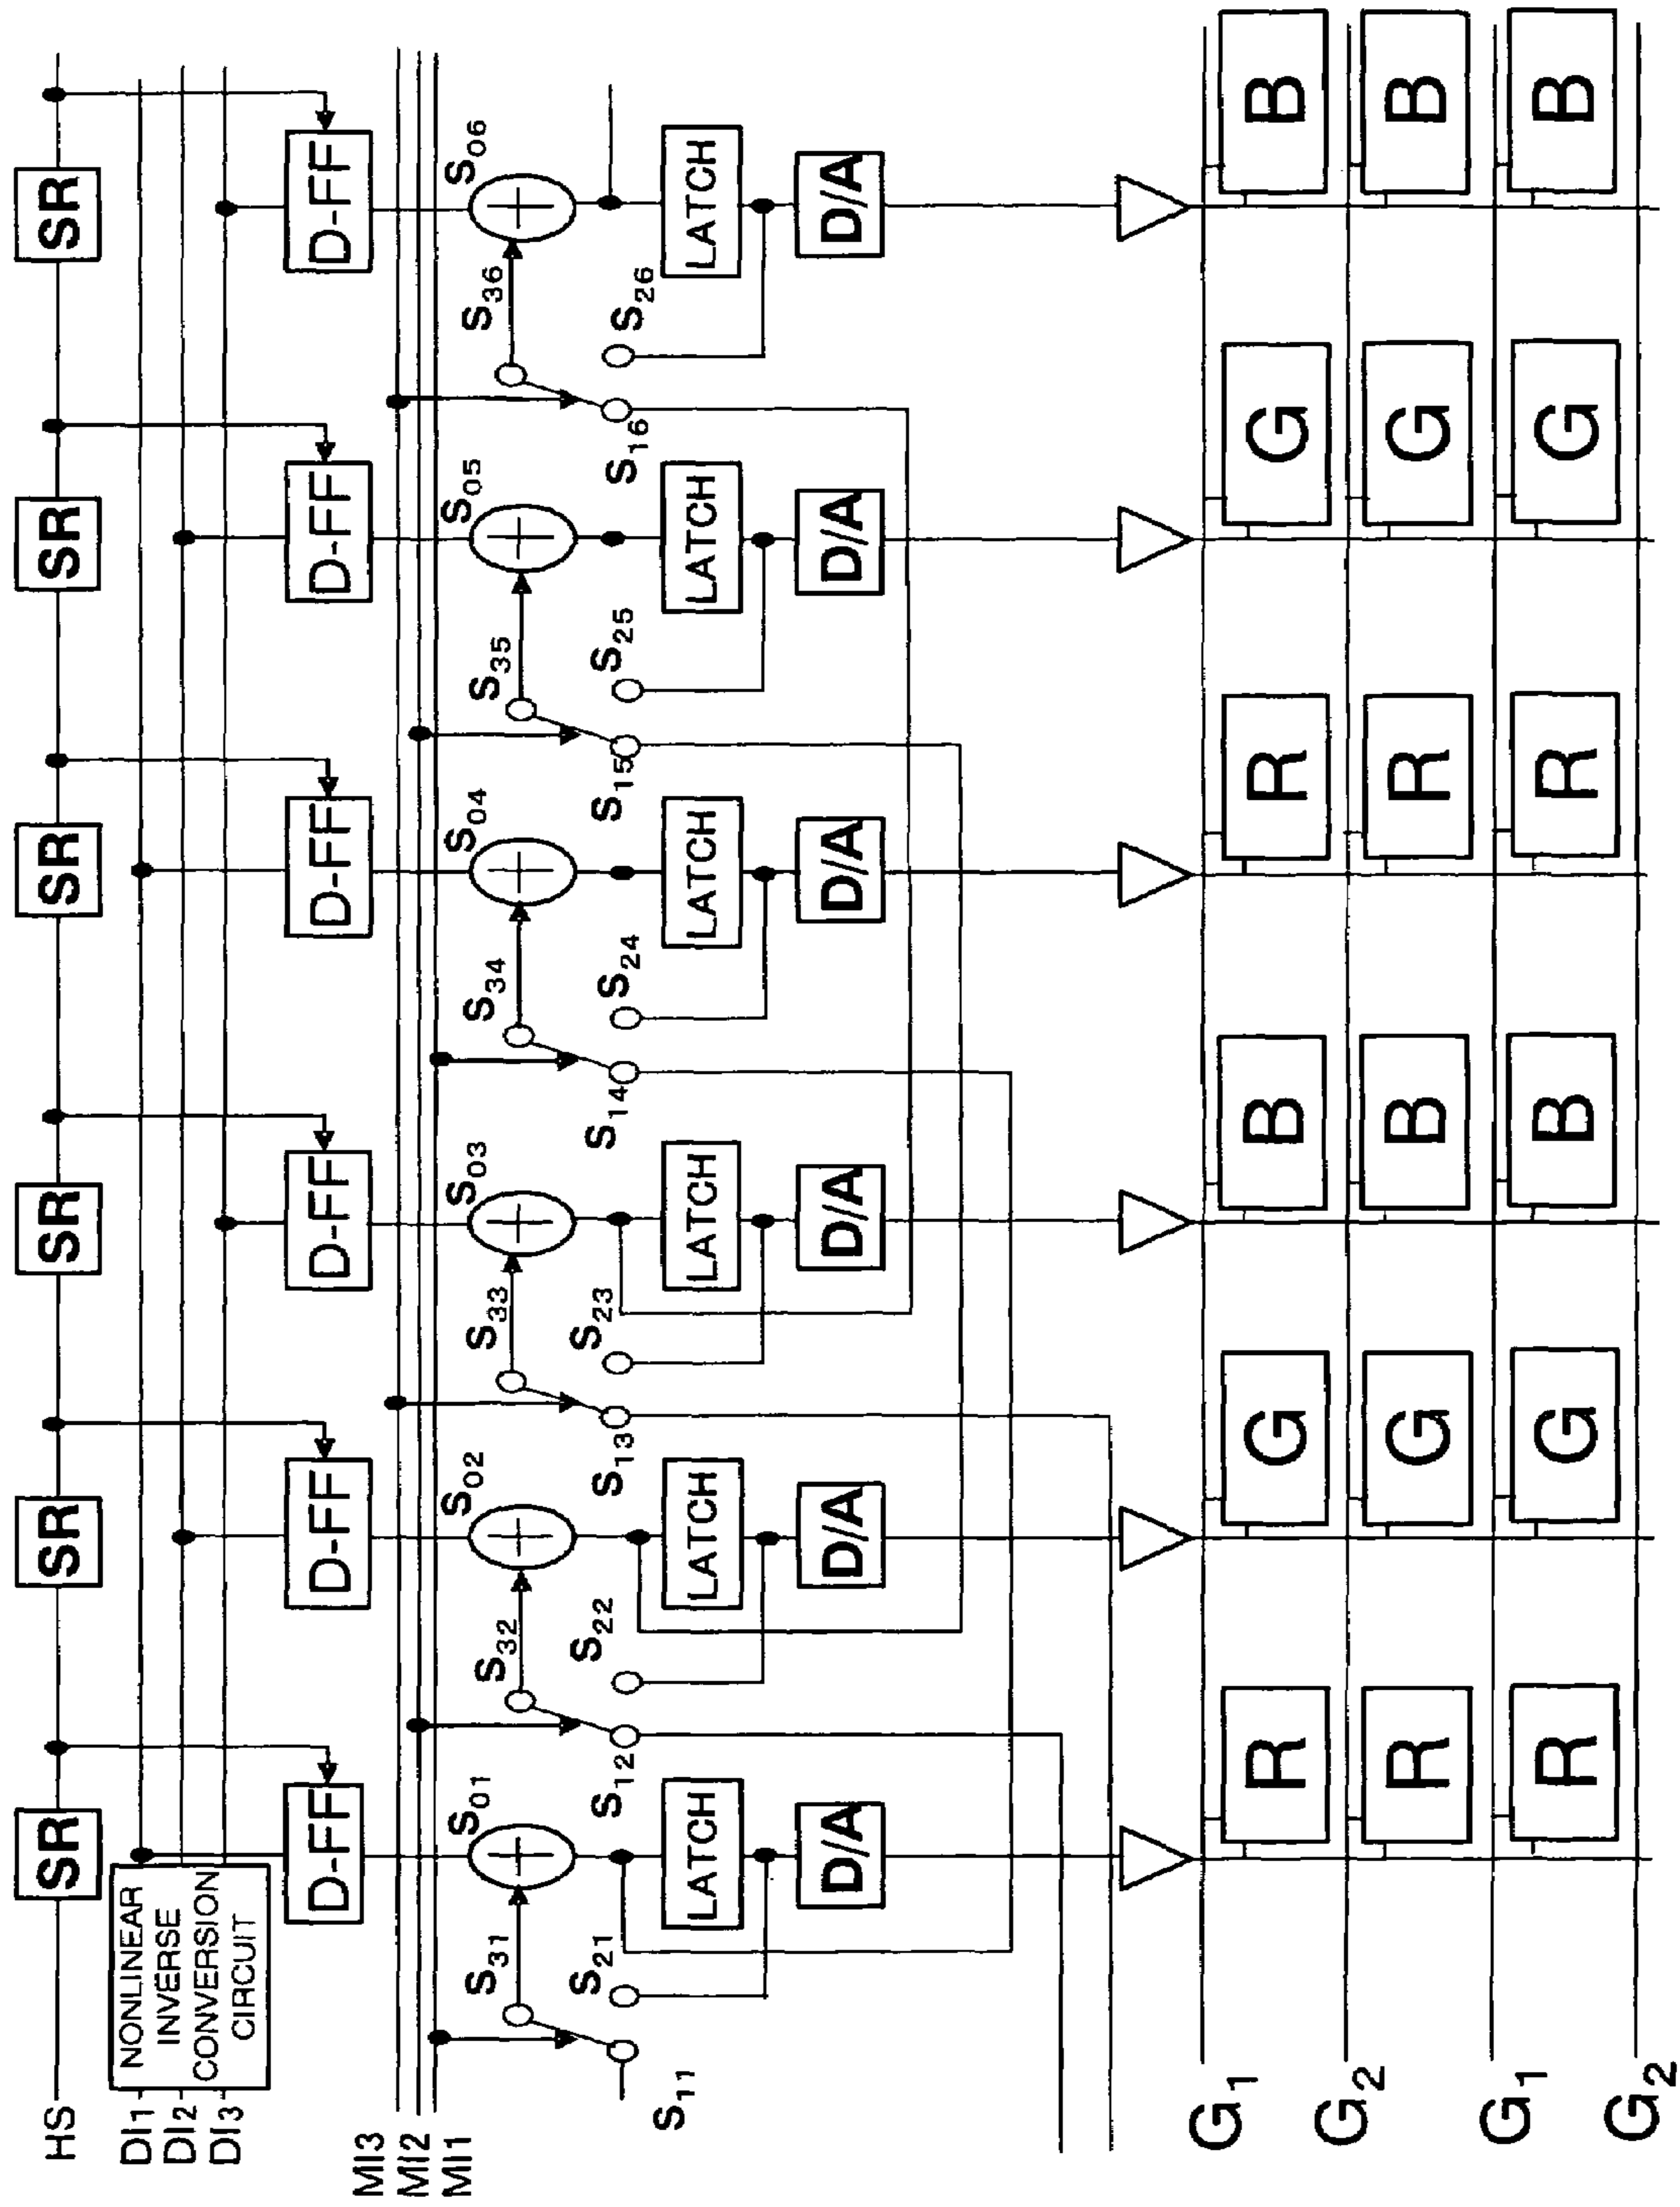 HS SR SR SR SR SR SR
DI1 NONLINEAR
DI2 INVERSE
DI3 CONVERSION
CIRCUIT
D-FF D-FF D-FF D-FF D-FF D-FF
MI3
MI2
MI1
S01 S02 S03 S04 S05 S06
S31 S32 S33 S34 S35 S36
S21 S22 S23 S24 S25 S26
S11 S12 S13 S14 S15 S16
LATCH LATCH LATCH LATCH LATCH LATCH
D/A D/A D/A D/A D/A D/A
G1
R G B R G B
G2
R G B R G B
G1
R G B R G B
G2